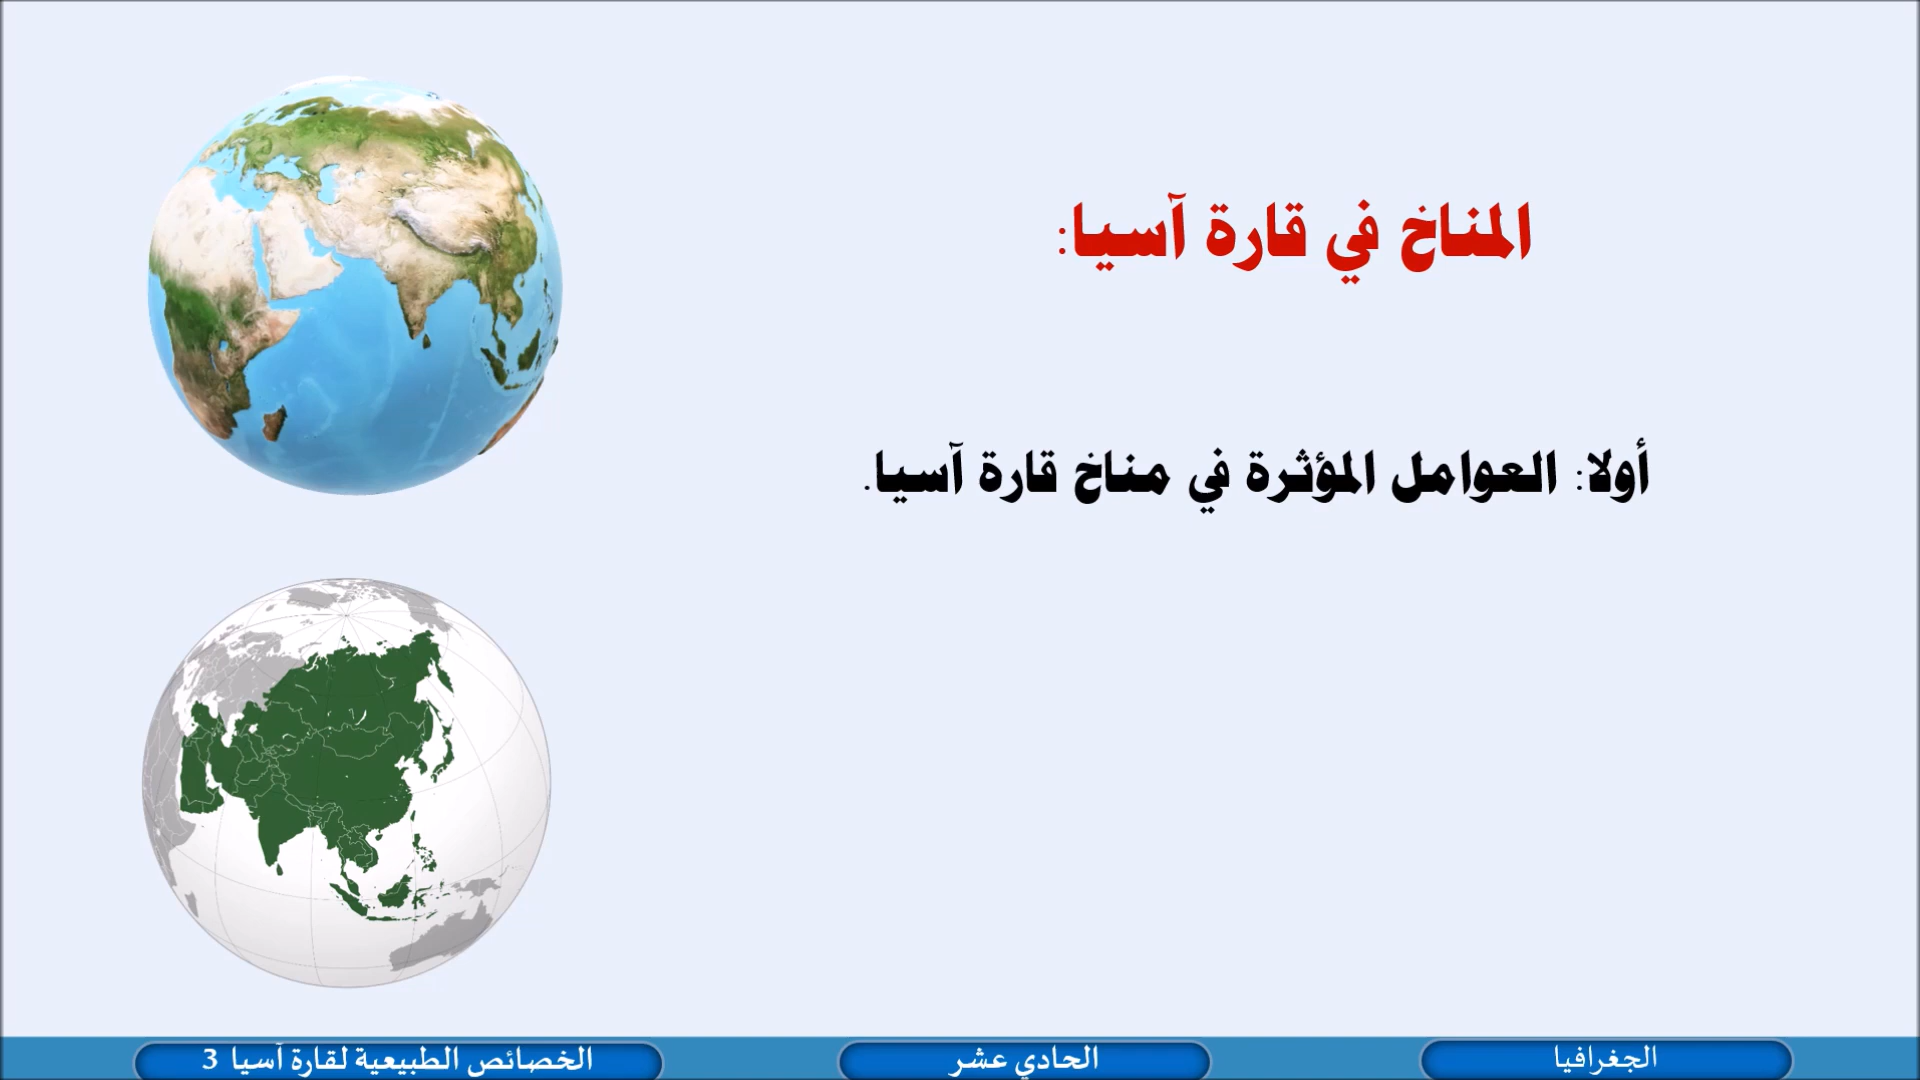 المناخ في قارة آسيا:
أولا: العوامل المؤثرة في مناخ قارة آسيا.
الجغرافيا
الحادي عشر
الخصائص الطبيعية لقارة آسيا 3